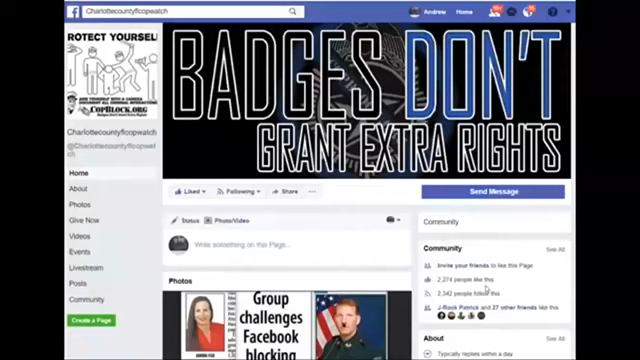 Charlottecountyflcopwatch
Andrew
Home
PROTECT YOURSELF
COPBLOCK.ORG
BADGES DON'T
GRANT EXTRA RIGHTS
Charlottecountyflcopwatch
@Charlottecountyflcopwat
ch
Home
About
Photos
Give Now
Videos
Events
Livestream
Posts
Community
Create a Page
Liked
Following
Share
Send Message
Status
Photo/Video
Write something on this Page...
Photos
Group
challenges
Facebook
blocking
Community
Community
See All
Invite your friends to like this Page
2,274 people like this
2,342 people follow this
J-Rock Patrick and 27 other friends like this
About
See All
Typically replies within a day